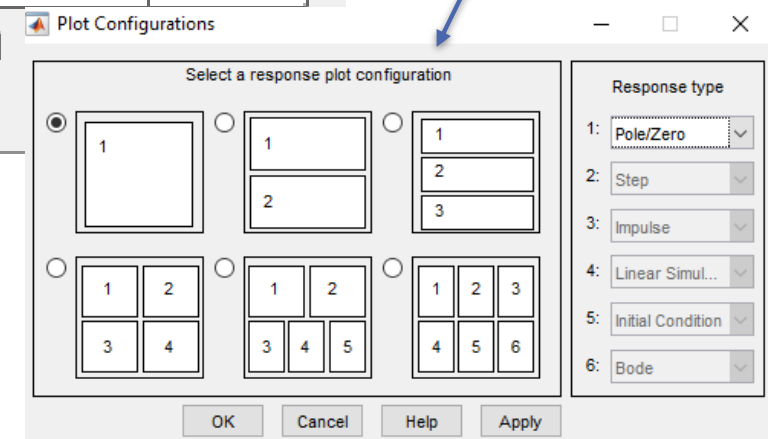 Plot Configurations
Select a response plot configuration
1
1
2
1
2
3
1 2
3 4
1 2
3 4 5
1 2 3
4 5 6
Response type
1: Pole/Zero
2: Step
3: Impulse
4: Linear Simul...
5: Initial Condition
6: Bode
OK Cancel Help Apply